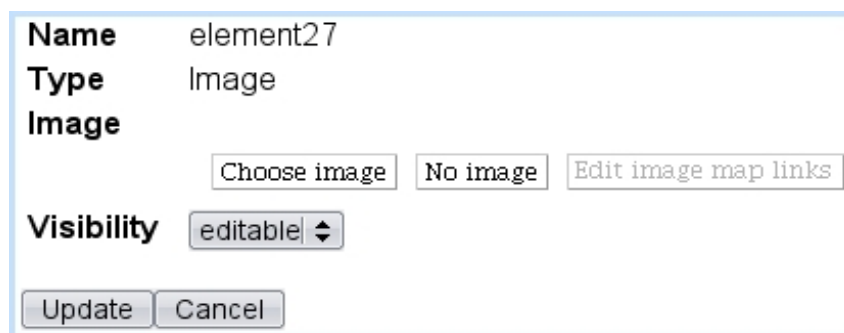 Name element27
Type Image
Image
Choose image No image Edit image map links
Visibility editable
Update Cancel